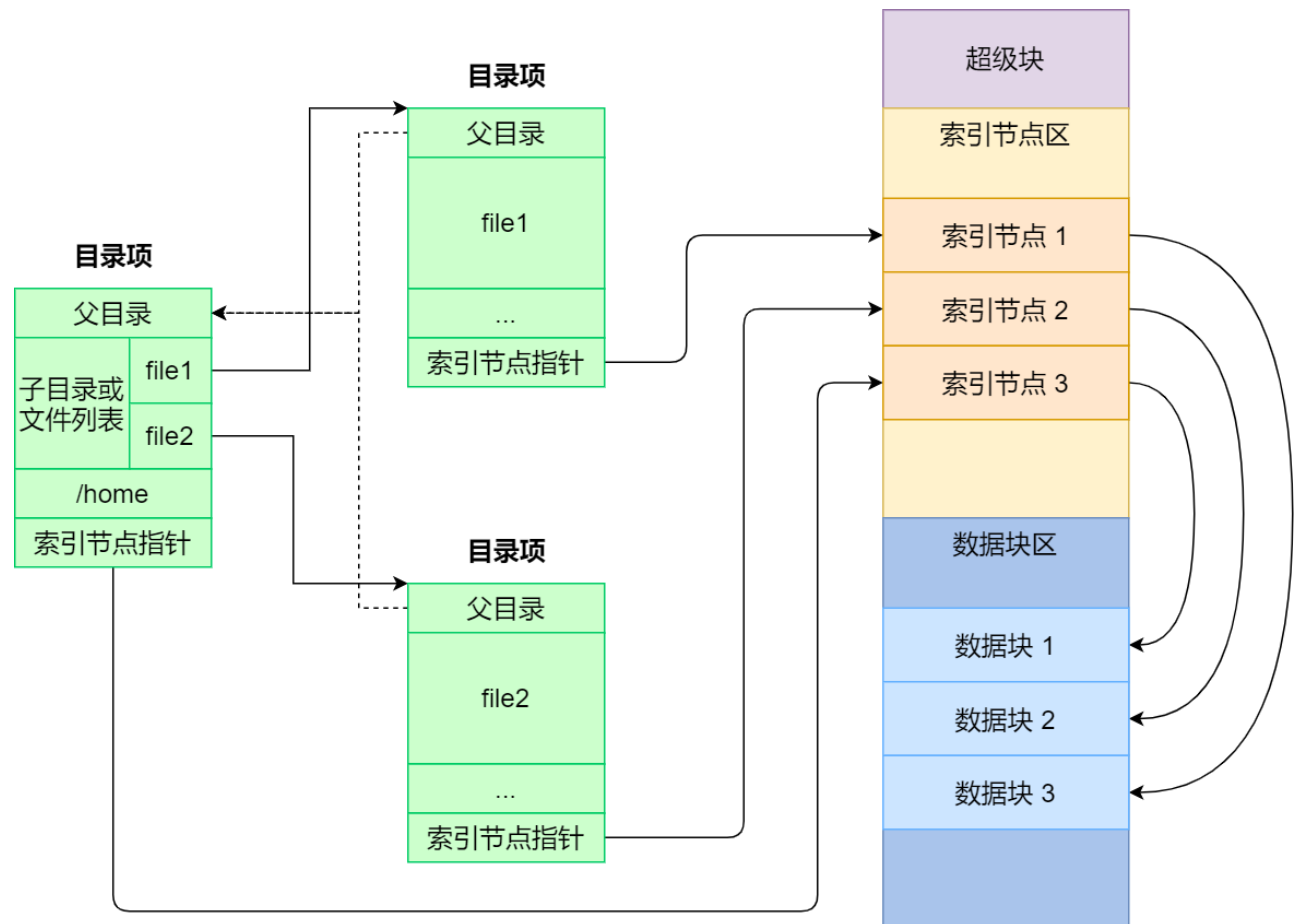 目录项
父目录
子目录或
文件列表
file1
file2
/home
索引节点指针
目录项
父目录
file1
...
索引节点指针
目录项
父目录
file2
...
索引节点指针
超级块
索引节点区
索引节点 1
索引节点 2
索引节点 3
数据块区
数据块 1
数据块 2
数据块 3